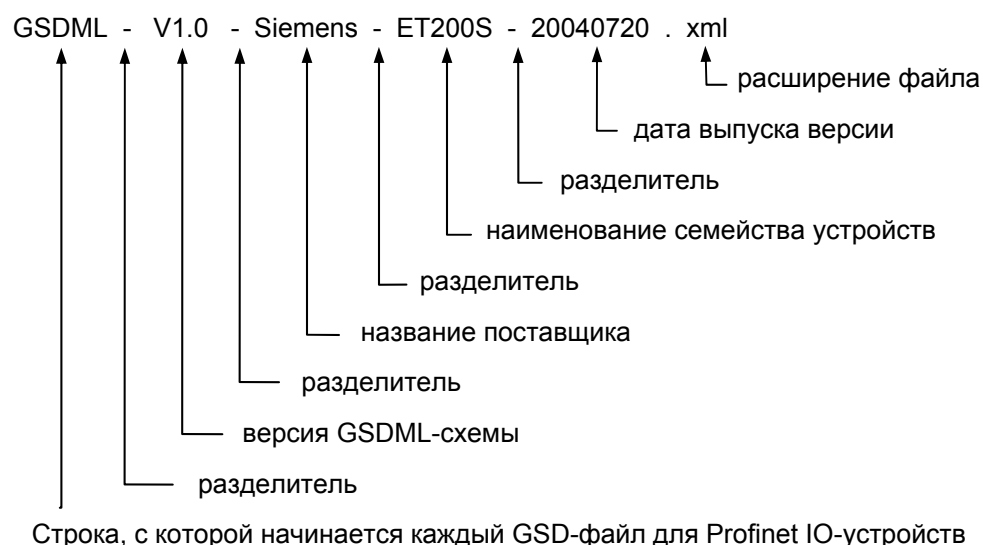 GSDML - V1.0 - Siemens - ET200S - 20040720 . xml
расширение файла
дата выпуска версии
разделитель
наименование семейства устройств
разделитель
название поставщика
разделитель
версия GSDML-схемы
разделитель
Строка, с которой начинается каждый GSD-файл для Profinet IO-устройств